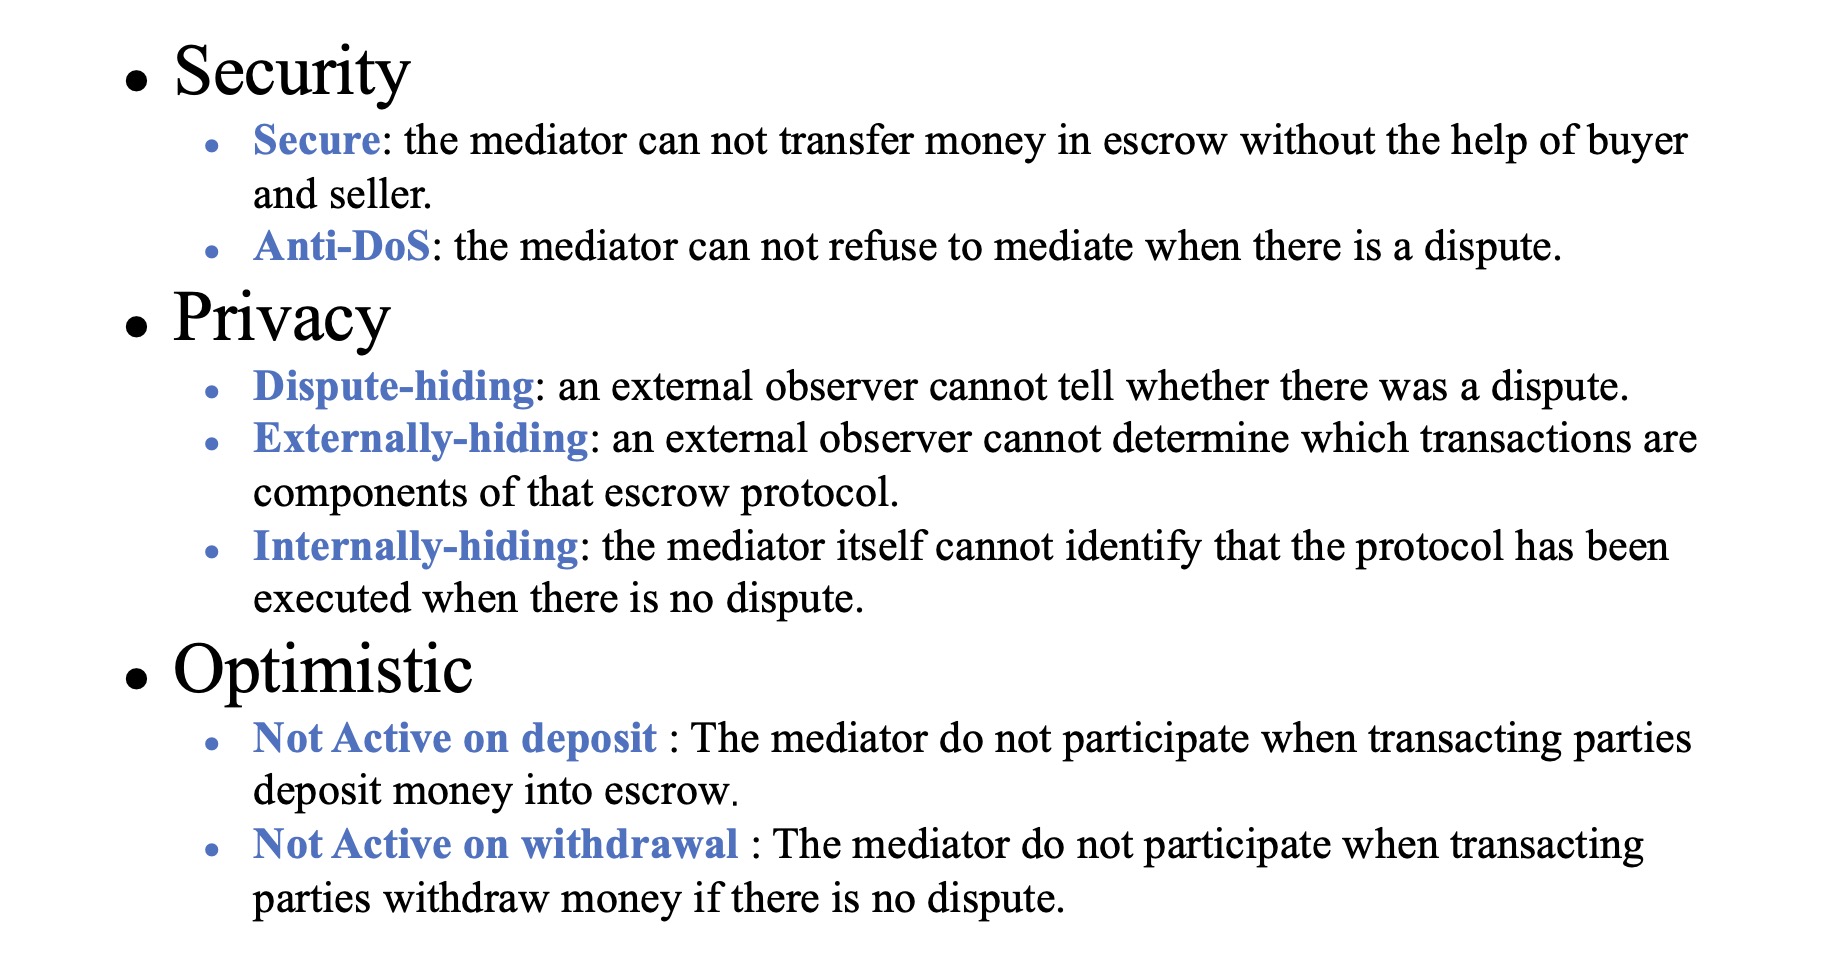 • Security
• Secure: the mediator can not transfer money in escrow without the help of buyer
and seller.
• Anti-DoS: the mediator can not refuse to mediate when there is a dispute.
• Privacy
• Dispute-hiding: an external observer cannot tell whether there was a dispute.
• Externally-hiding: an external observer cannot determine which transactions are
components of that escrow protocol.
• Internally-hiding: the mediator itself cannot identify that the protocol has been
executed when there is no dispute.
• Optimistic
• Not Active on deposit : The mediator do not participate when transacting parties
deposit money into escrow.
• Not Active on withdrawal : The mediator do not participate when transacting
parties withdraw money if there is no dispute.